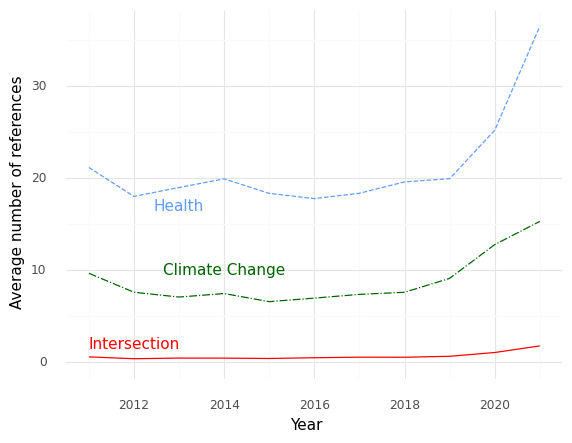 30
20
10
0
Average number of references
Health
Climate Change
Intersection
2012 2014 2016 2018 2020
Year